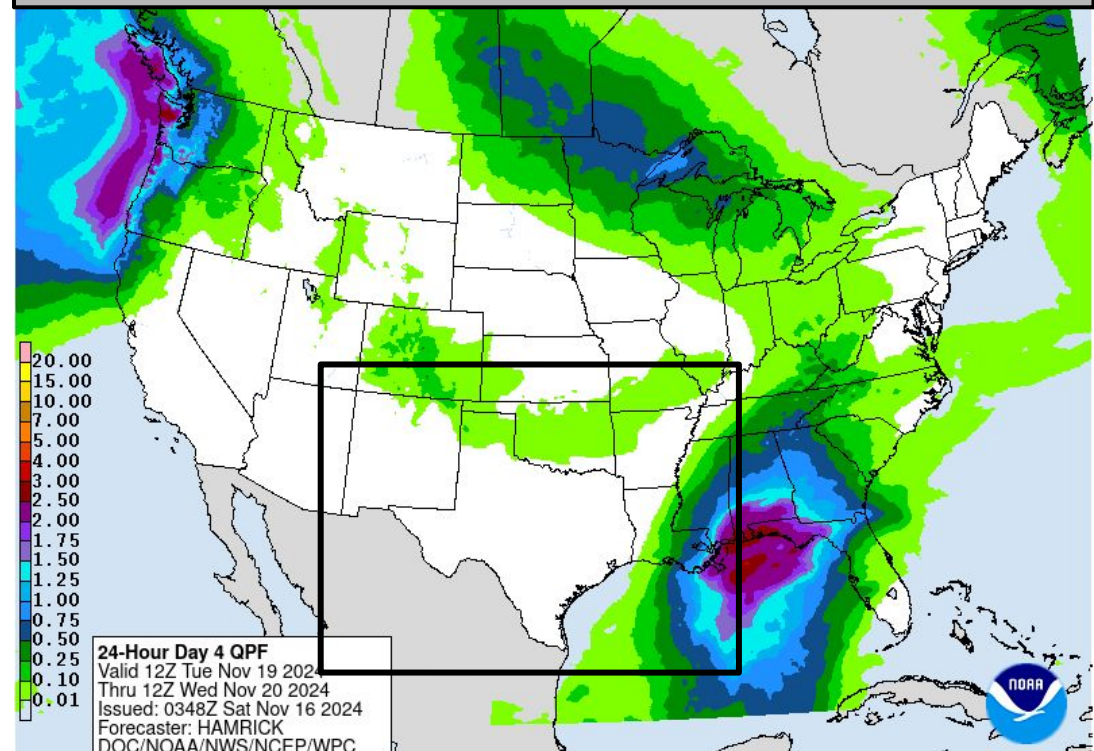 20.00
15.00
10.00
7.00
5.00
4.00
3.00
2.50
2.00
1.75
1.50
1.25
1.00
0.75
0.50
0.25
0.10
0.01
24-Hour Day 4 QPF
Valid 12Z Tue Nov 19 2024
Thru 12Z Wed Nov 20 2024
Issued: 0348Z Sat Nov 16 2024
Forecaster: HAMRICK
DOC/NOAA/NWS/NCEP/WPC
NOAA